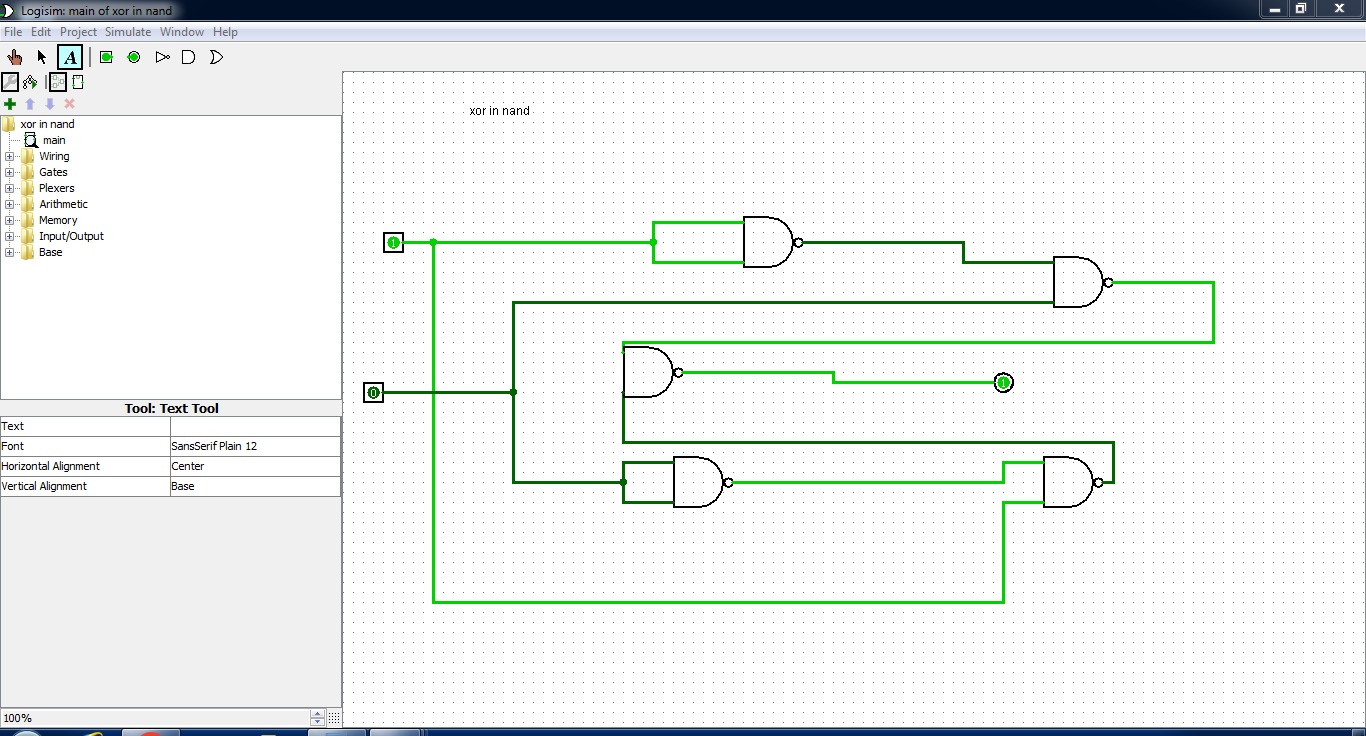 Logisim: main of xor in nand
File Edit Project Simulate Window Help
A
xor in nand
xor in nand
main
Wiring
Gates
Plexers
Arithmetic
Memory
Input/Output
Base
1
0
1
Tool: Text Tool
Text
Font SansSerif Plain 12
Horizontal Alignment Center
Vertical Alignment Base
100%